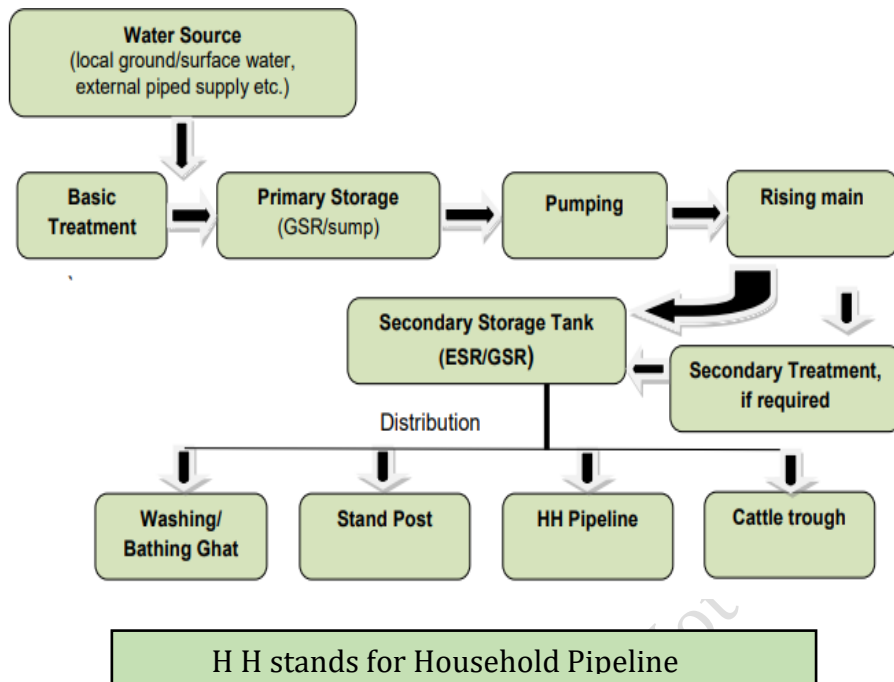 Water Source
(local ground/surface water,
external piped supply etc.)
Basic
Treatment
Primary Storage
(GSR/sump)
Pumping
Rising main
Secondary Storage Tank
(ESR/GSR)
Secondary Treatment,
if required
Distribution
Washing/
Bathing Ghat
Stand Post
HH Pipeline
Cattle trough
H H stands for Household Pipeline